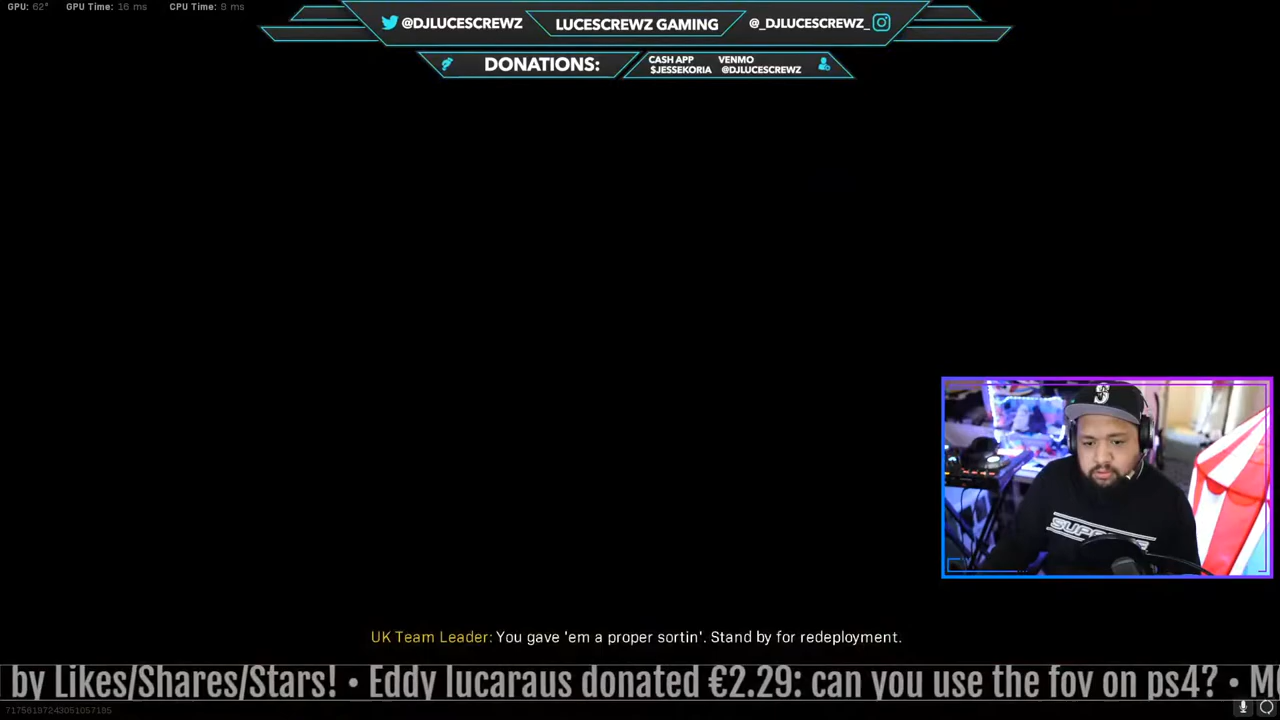 GPU: 62° GPU Time: 16 ms CPU Time: 9 ms
@DJLUCESCREWZ LUCESCREWZ GAMING @_DJLUCESCREWZ_
DONATIONS: CASH APP VENMO
$JESSEKORIA @DJLUCESCREWZ
UK Team Leader: You gave 'em a proper sortin'. Stand by for redeployment.
by Likes/Shares/Stars! • Eddy lucaraus donated €2.29: can you use the fov on ps4? •